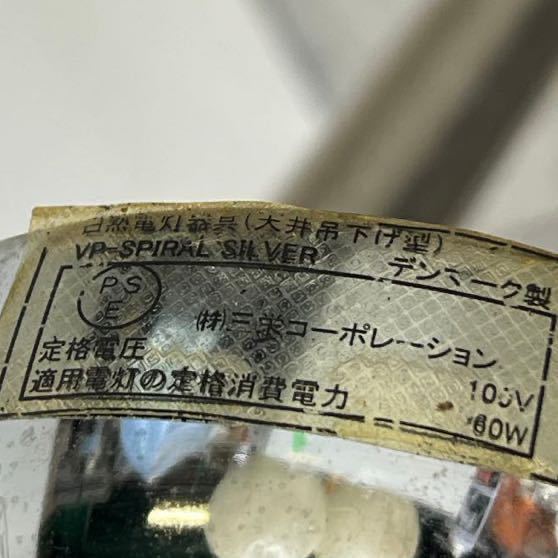 白熱電灯器具(天井吊下げ型)
VP-SPIRAL SILVER デンマーク製
PS
E
(株)三栄コーポレーション
定格電圧 100V
適用電灯の定格消費電力 60W